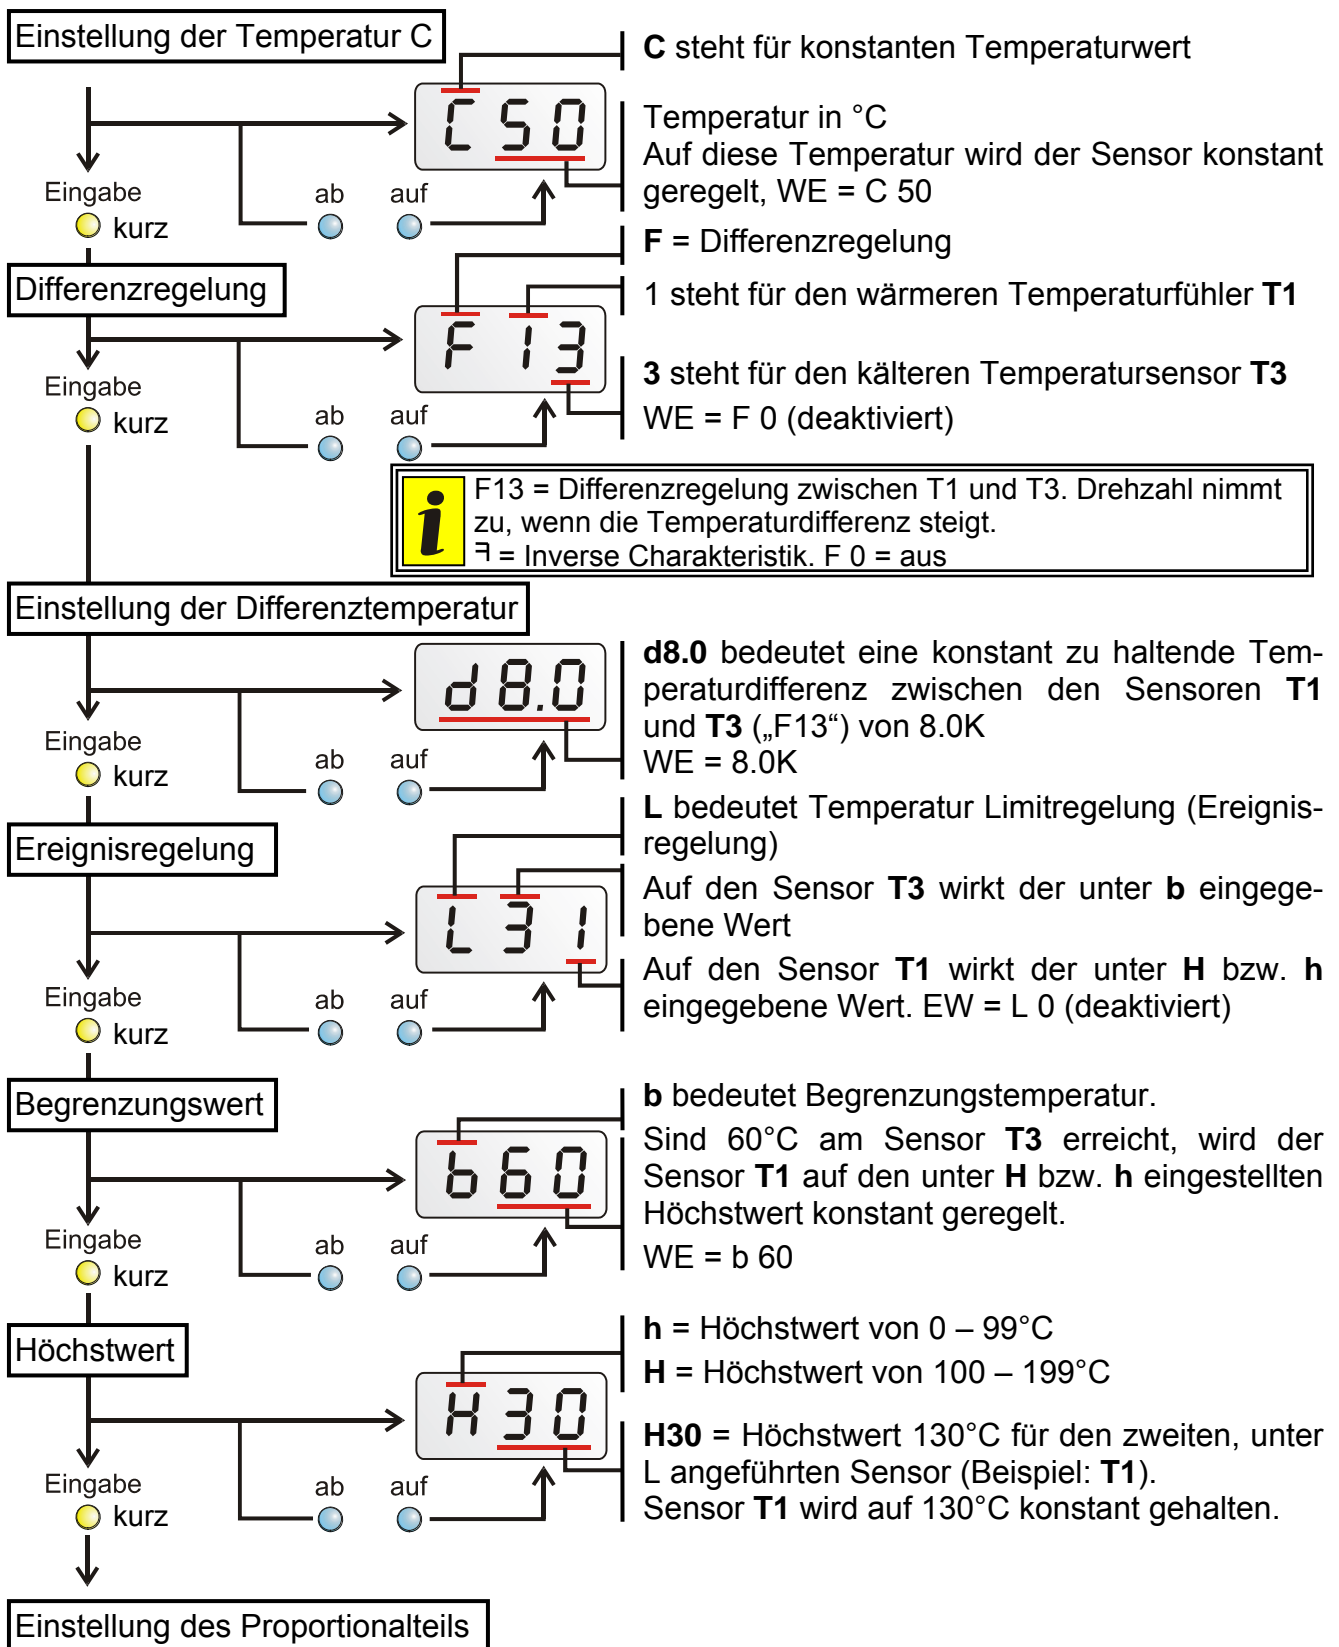 Einstellung der Temperatur C
C steht für konstanten Temperaturwert
C 50
Temperatur in °C
Auf diese Temperatur wird der Sensor konstant
geregelt, WE = C 50
Eingabe
kurz
ab auf
Differenzregelung
F = Differenzregelung
1 steht für den wärmeren Temperaturfühler T1
F 13
3 steht für den kälteren Temperatursensor T3
WE = F 0 (deaktiviert)
Eingabe
kurz
ab auf
i
F13 = Differenzregelung zwischen T1 und T3. Drehzahl nimmt
zu, wenn die Temperaturdifferenz steigt.
ꟻ = Inverse Charakteristik. F 0 = aus
Einstellung der Differenztemperatur
d8.0
d8.0 bedeutet eine konstant zu haltende Tem-
peraturdifferenz zwischen den Sensoren T1
und T3 („F13“) von 8.0K
WE = 8.0K
Eingabe
kurz
ab auf
Ereignisregelung
L bedeutet Temperatur Limitregelung (Ereignis-
regelung)
L 3 1
Auf den Sensor T3 wirkt der unter b eingege-
bene Wert
Auf den Sensor T1 wirkt der unter H bzw. h
eingegebene Wert. EW = L 0 (deaktiviert)
Eingabe
kurz
ab auf
Begrenzungswert
b bedeutet Begrenzungstemperatur.
b60
Sind 60°C am Sensor T3 erreicht, wird der
Sensor T1 auf den unter H bzw. h eingestellten
Höchstwert konstant geregelt.
WE = b 60
Eingabe
kurz
ab auf
Höchstwert
h = Höchstwert von 0 – 99°C
H = Höchstwert von 100 – 199°C
H30
H30 = Höchstwert 130°C für den zweiten, unter
L angeführten Sensor (Beispiel: T1).
Sensor T1 wird auf 130°C konstant gehalten.
Eingabe
kurz
ab auf
Einstellung des Proportionalteils